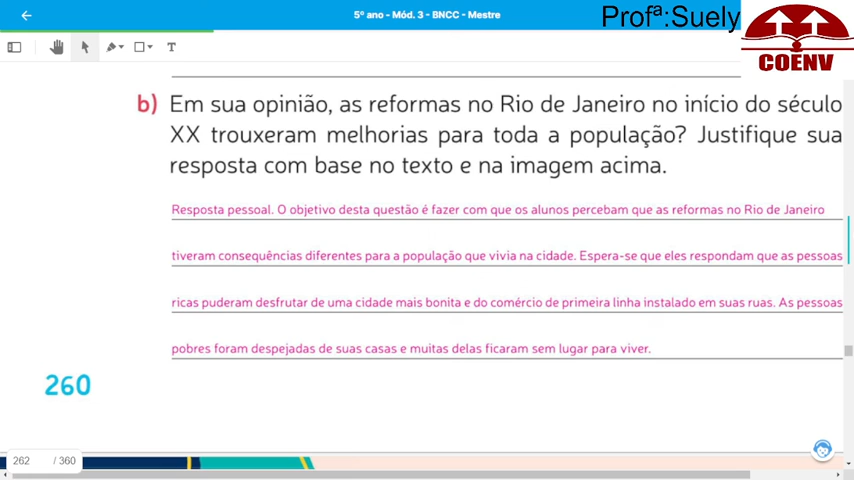 5º ano - Mód. 3 - BNCC - Mestre
Profª:Suely
COENV
T
b) Em sua opinião, as reformas no Rio de Janeiro no início do século
XX trouxeram melhorias para toda a população? Justifique sua
resposta com base no texto e na imagem acima.
Resposta pessoal. O objetivo desta questão é fazer com que os alunos percebam que as reformas no Rio de Janeiro
tiveram consequências diferentes para a população que vivia na cidade. Espera-se que eles respondam que as pessoas
ricas puderam desfrutar de uma cidade mais bonita e do comércio de primeira linha instalado em suas ruas. As pessoas
pobres foram despejadas de suas casas e muitas delas ficaram sem lugar para viver.
260
262 / 360